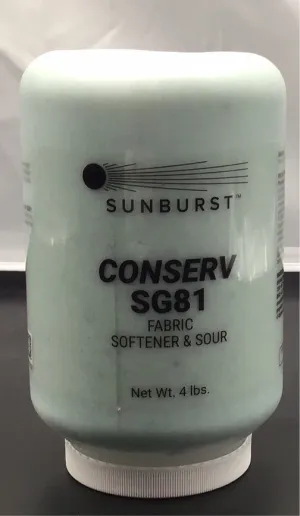 SUNBURST™
CONSERV
SG81
FABRIC
SOFTENER & SOUR
Net Wt. 4 lbs.